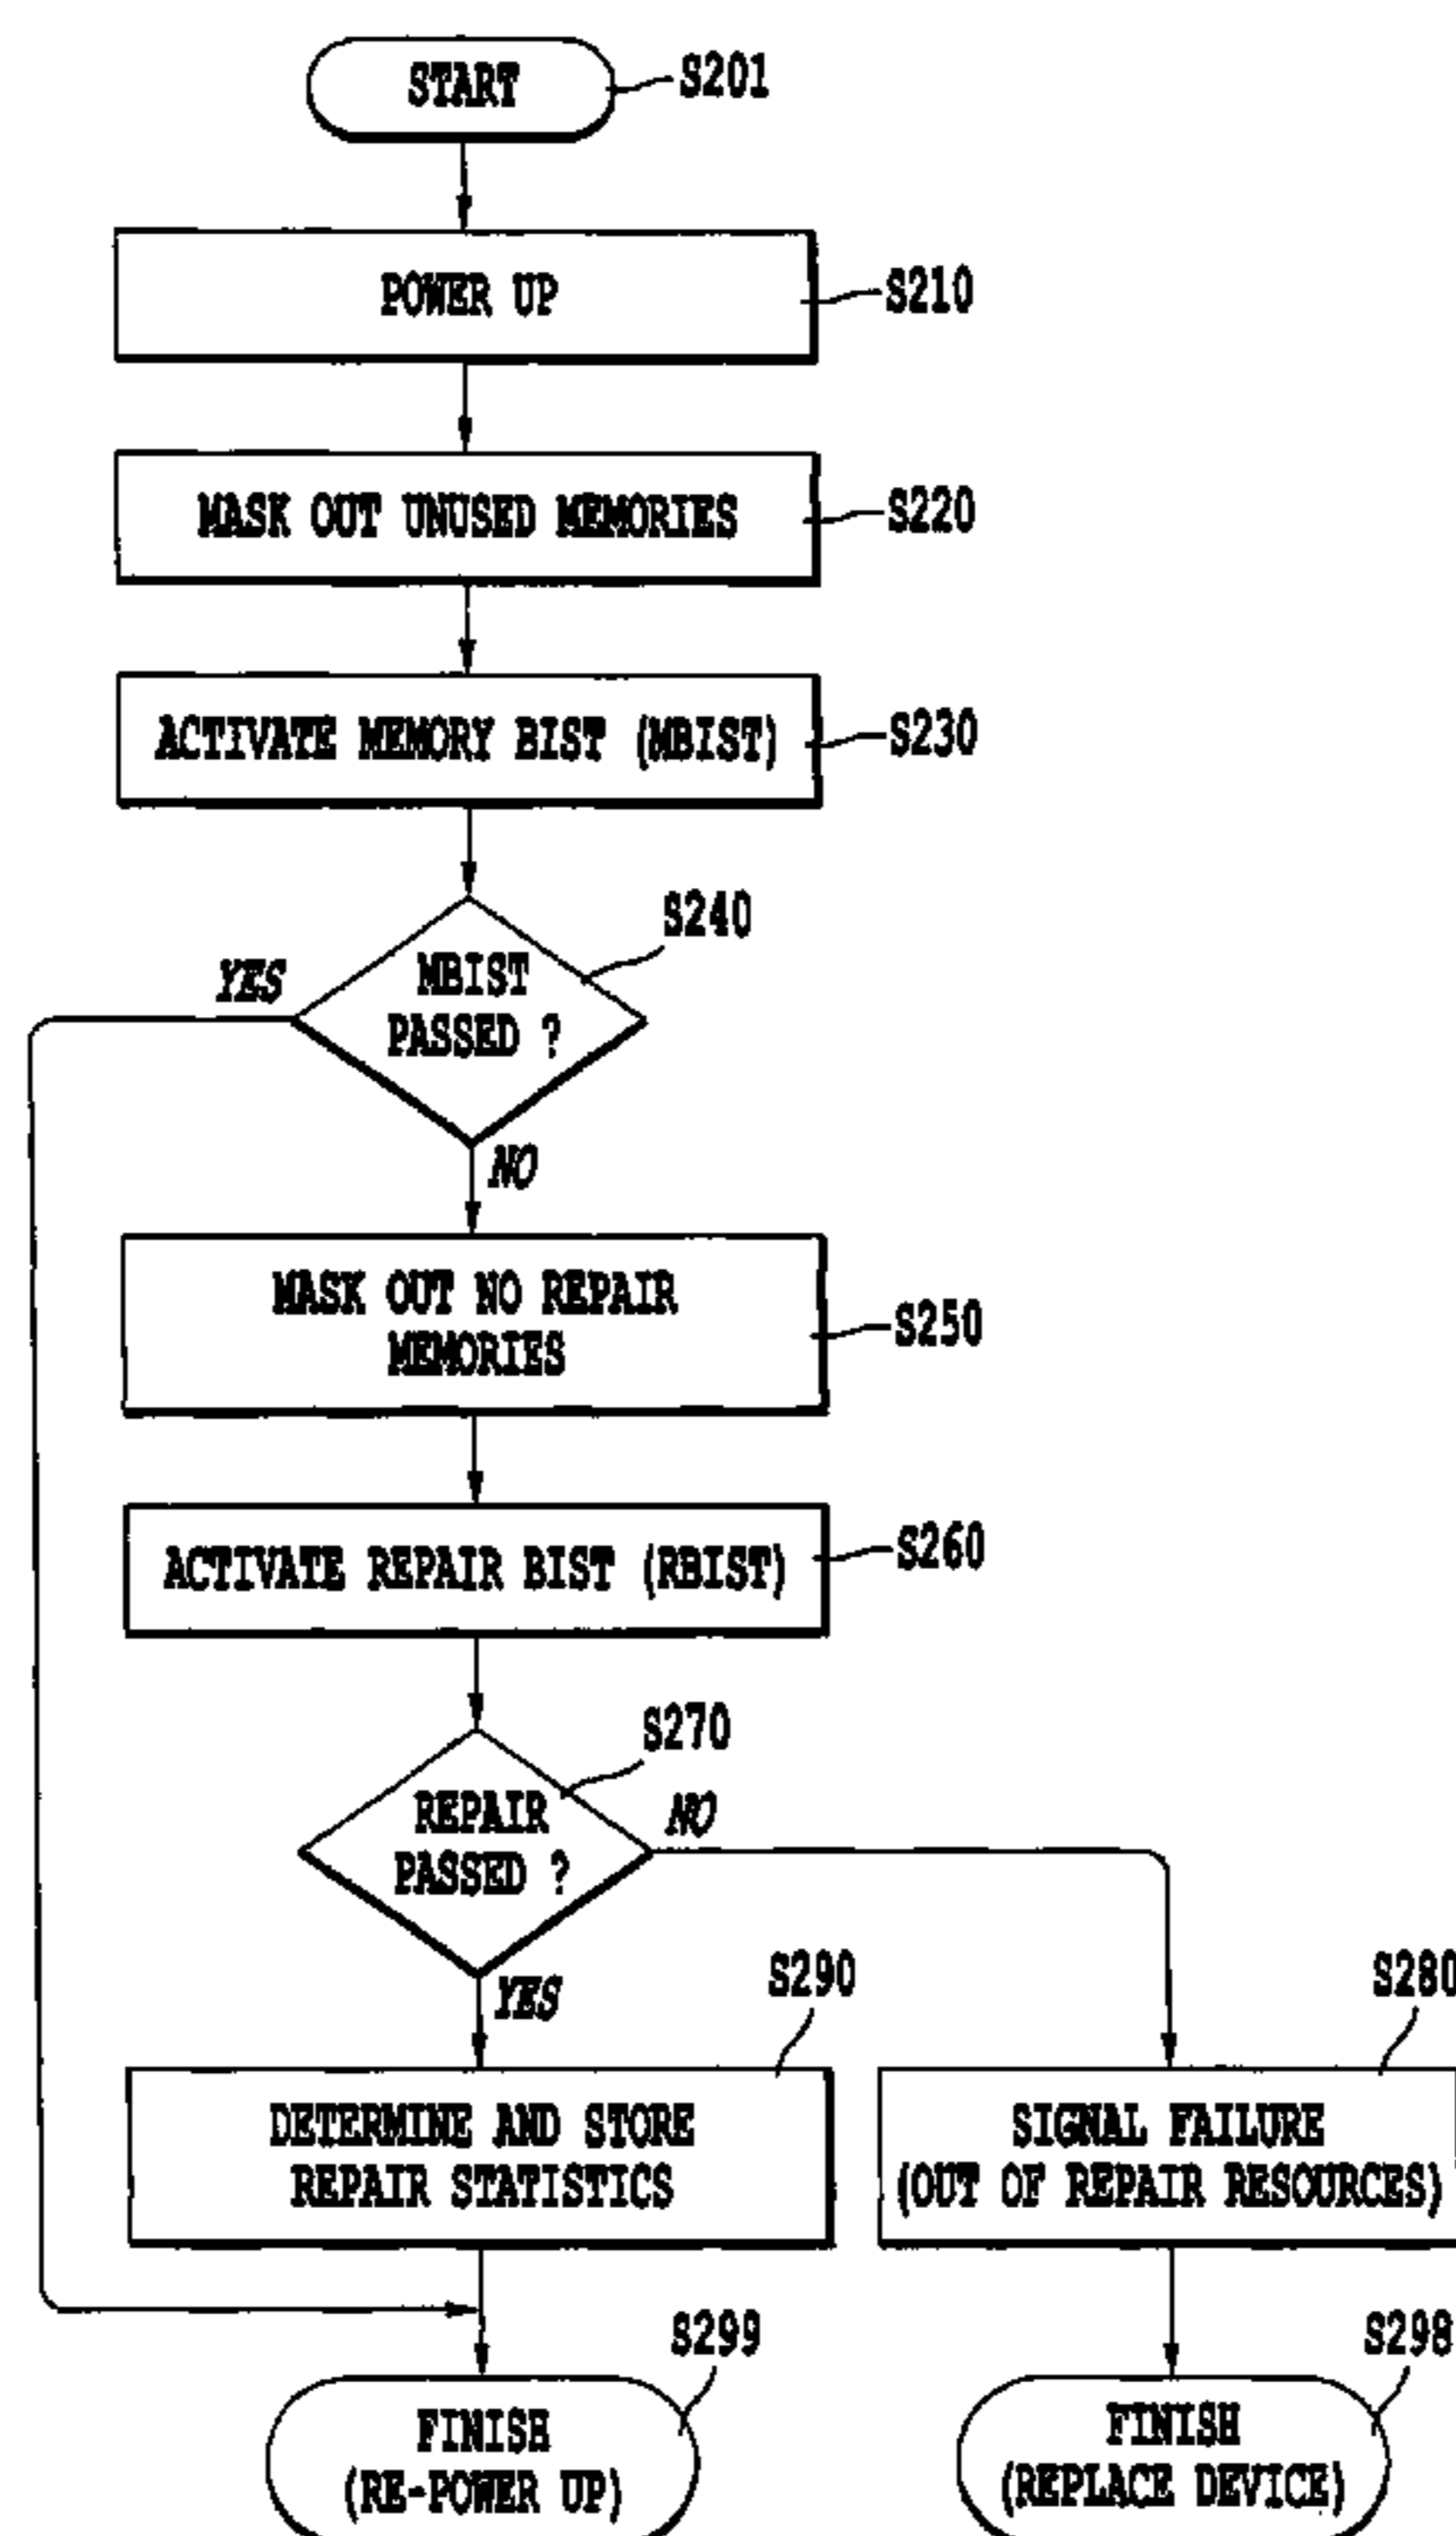 START
S201
POWER UP
S210
MASK OUT UNUSED MEMORIES
S220
ACTIVATE MEMORY BIST (MBIST)
S230
S240
YES
MBIST
PASSED ?
NO
MASK OUT NO REPAIR
MEMORIES
S250
ACTIVATE REPAIR BIST (RBIST)
S260
S270
REPAIR
PASSED ?
NO
YES
S290
S280
DETERMINE AND STORE
REPAIR STATISTICS
SIGNAL FAILURE
(OUT OF REPAIR RESOURCES)
S299
S298
FINISH
(RE-POWER UP)
FINISH
(REPLACE DEVICE)